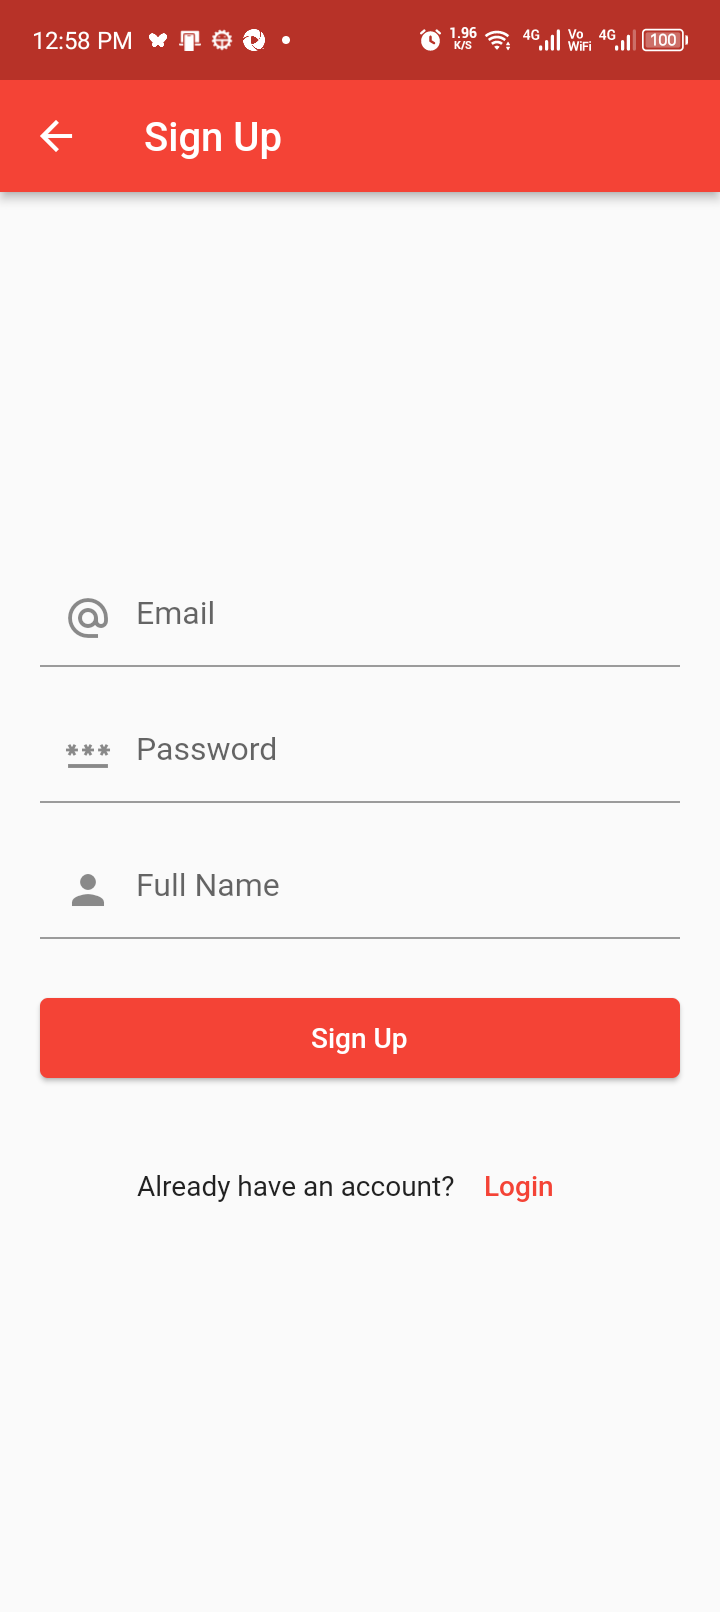 12:58 PM 1.96 K/S 4G Vo WiFi 4G 100
Sign Up
Email
*** Password
Full Name
Sign Up
Already have an account? Login